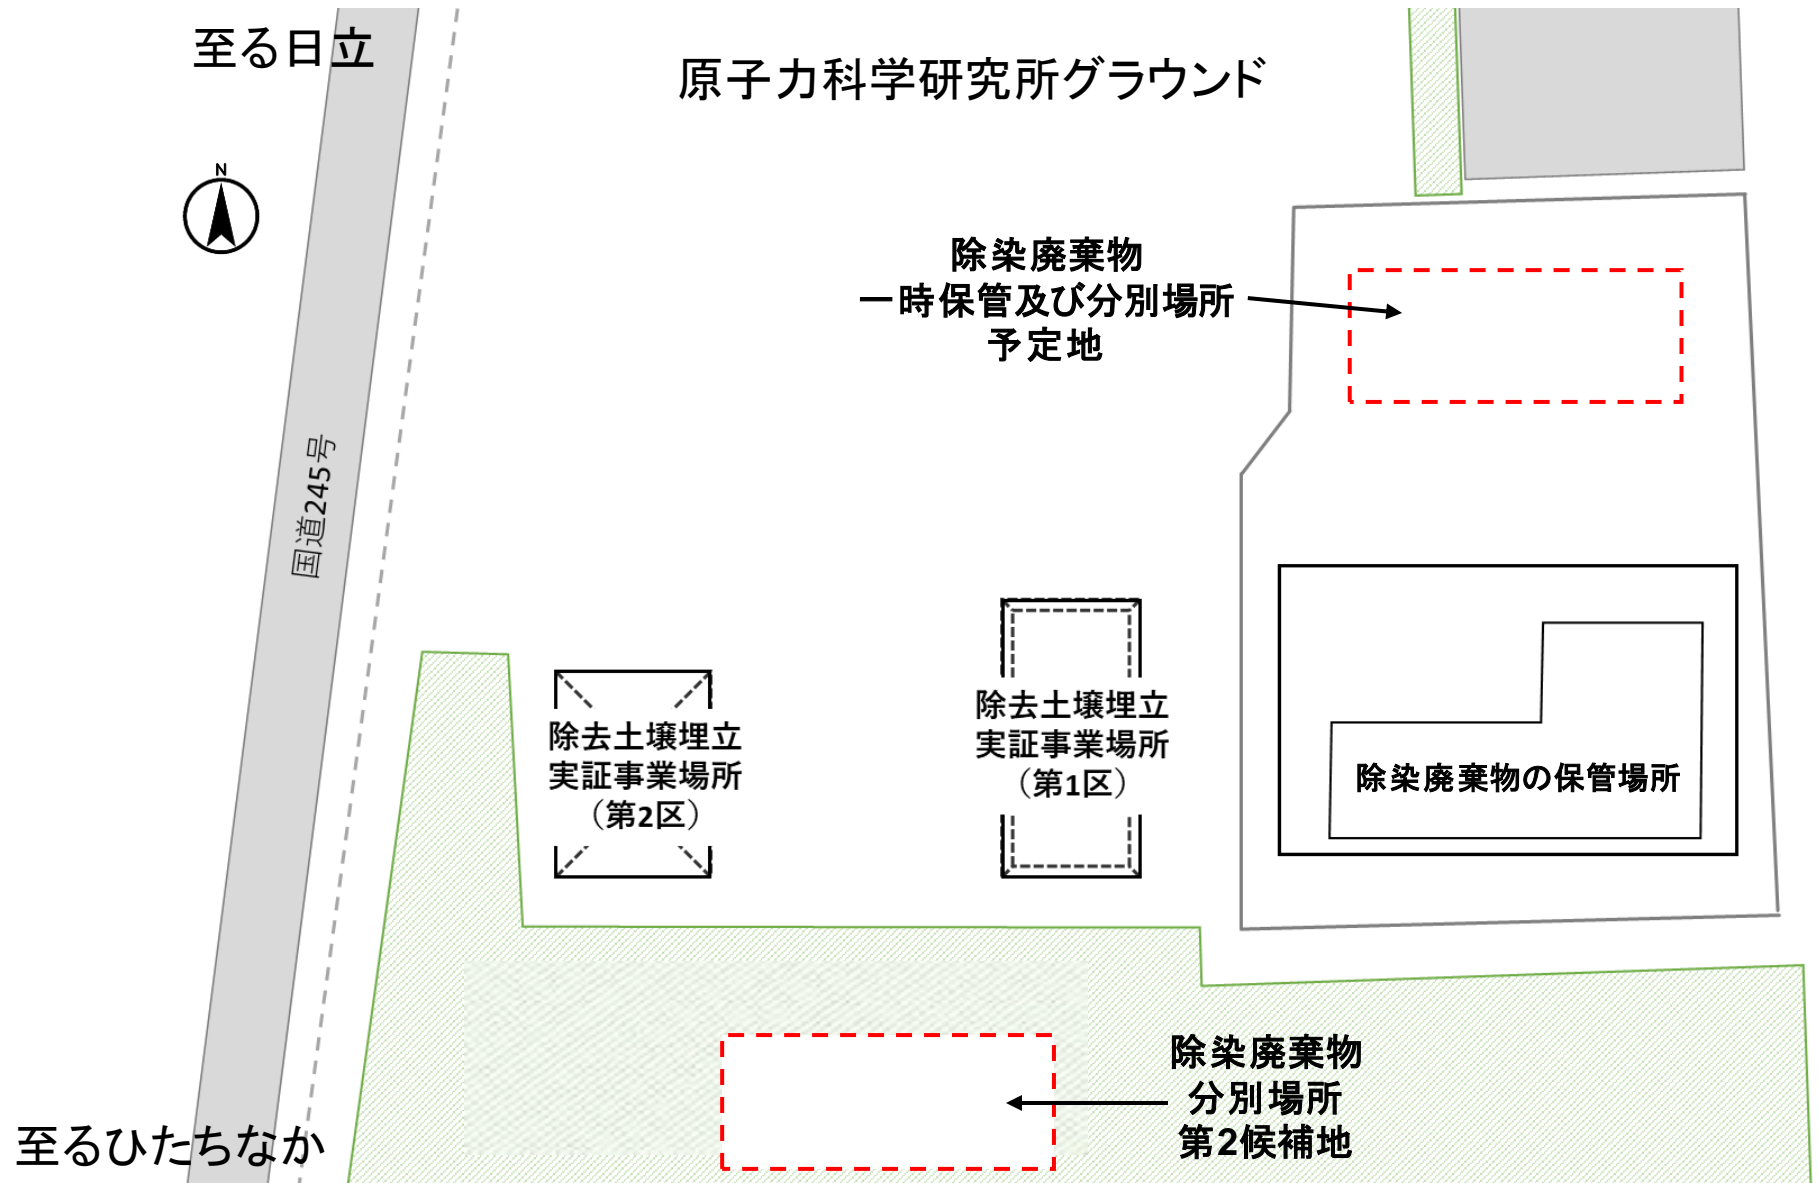 至る日立
原子力科学研究所グラウンド
N
除染廃棄物
一時保管及び分別場所
予定地
国道245号
除去土壌埋立
実証事業場所
（第1区）
除去土壌埋立
実証事業場所
（第2区）
除染廃棄物の保管場所
除染廃棄物
分別場所
第2候補地
至るひたちなか